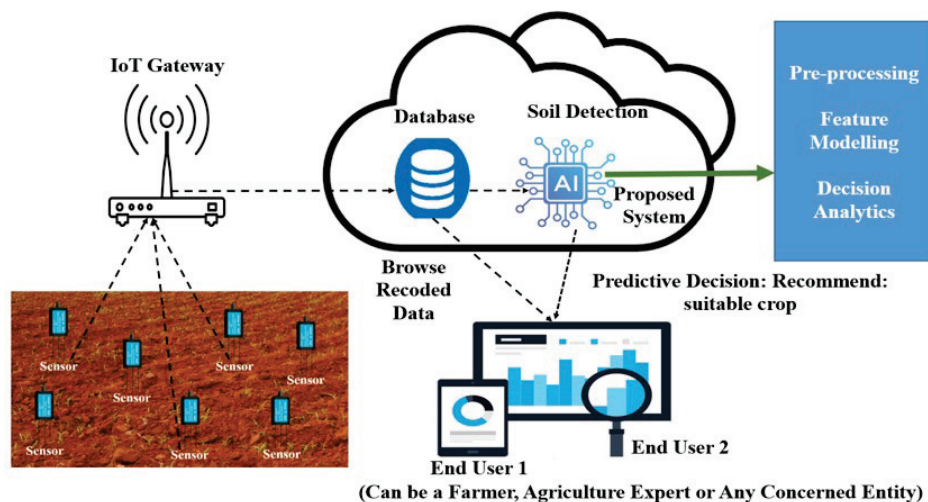 IoT Gateway
Database
Soil Detection
AI
Proposed
System
Pre-processing
Feature
Modelling
Decision
Analytics
Browse
Recoded
Data
Predictive Decision: Recommend:
suitable crop
Sensor
Sensor
Sensor
Sensor
Sensor
Sensor
Sensor
End User 1
End User 2
(Can be a Farmer, Agriculture Expert or Any Concerned Entity)